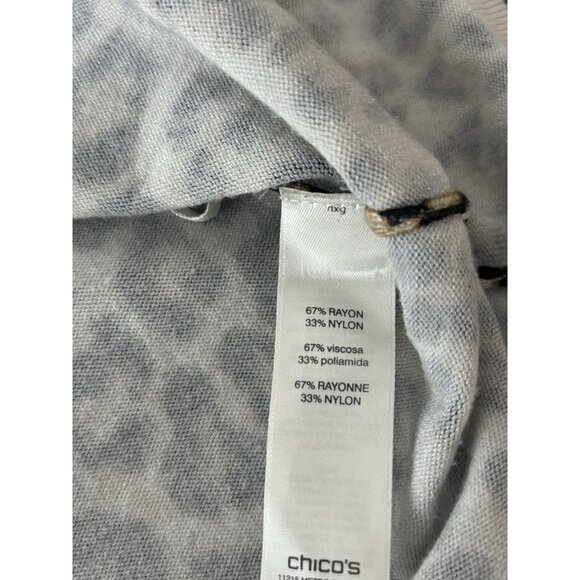 nxg
67% RAYON
33% NYLON
67% viscosa
33% poliamida
67% RAYONNE
33% NYLON
chico's